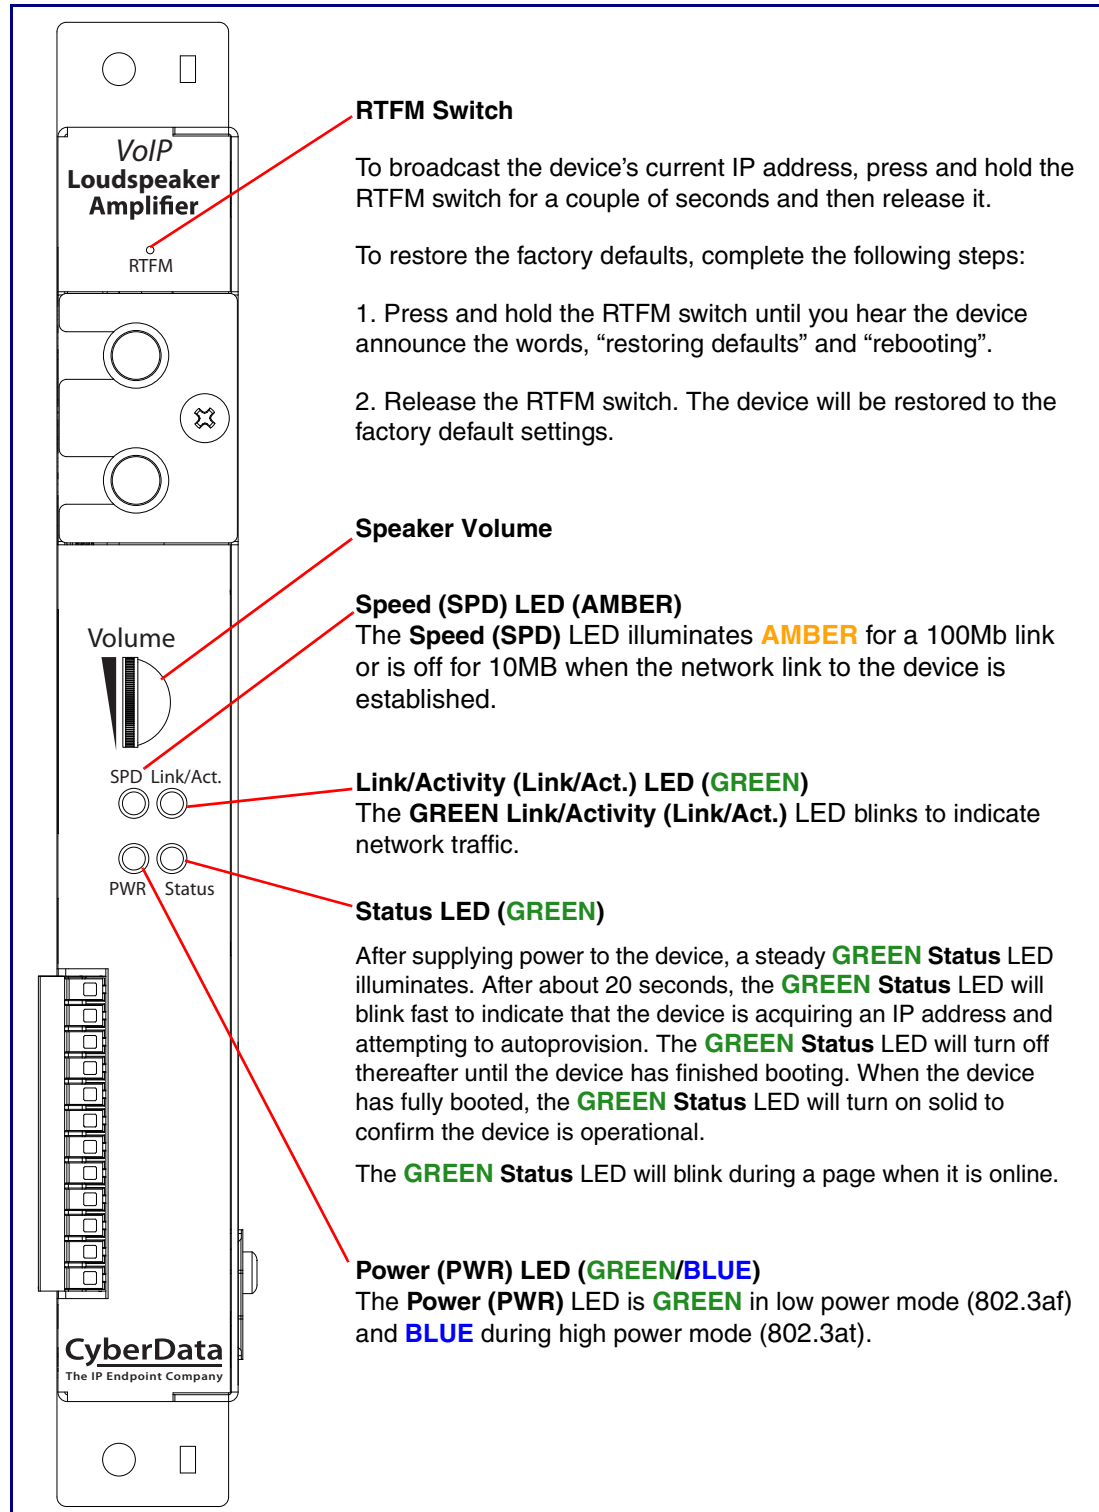 VoIP
Loudspeaker
Amplifier
RTFM
Volume
SPD Link/Act.
PWR Status
CyberData
The IP Endpoint Company
RTFM Switch
To broadcast the device’s current IP address, press and hold the
RTFM switch for a couple of seconds and then release it.
To restore the factory defaults, complete the following steps:
1. Press and hold the RTFM switch until you hear the device
announce the words, “restoring defaults” and “rebooting”.
2. Release the RTFM switch. The device will be restored to the
factory default settings.
Speaker Volume
Speed (SPD) LED (AMBER)
The Speed (SPD) LED illuminates AMBER for a 100Mb link
or is off for 10MB when the network link to the device is
established.
Link/Activity (Link/Act.) LED (GREEN)
The GREEN Link/Activity (Link/Act.) LED blinks to indicate
network traffic.
Status LED (GREEN)
After supplying power to the device, a steady GREEN Status LED
illuminates. After about 20 seconds, the GREEN Status LED will
blink fast to indicate that the device is acquiring an IP address and
attempting to autoprovision. The GREEN Status LED will turn off
thereafter until the device has finished booting. When the device
has fully booted, the GREEN Status LED will turn on solid to
confirm the device is operational.
The GREEN Status LED will blink during a page when it is online.
Power (PWR) LED (GREEN/BLUE)
The Power (PWR) LED is GREEN in low power mode (802.3af)
and BLUE during high power mode (802.3at).